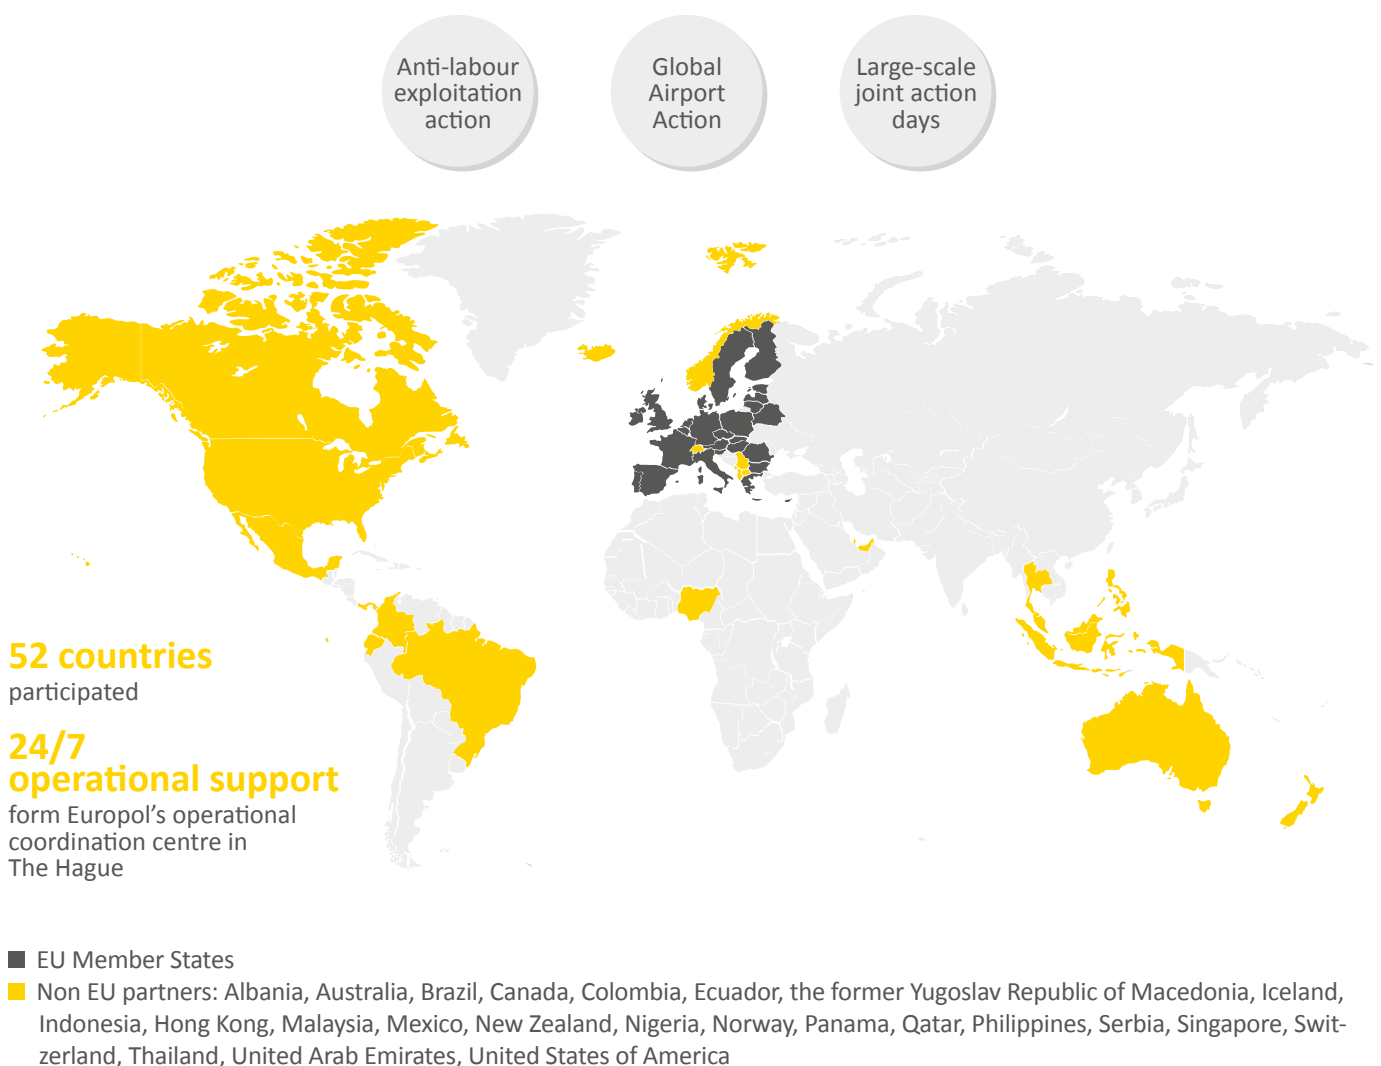 Anti-labour
exploitation
action
Global
Airport
Action
Large-scale
joint action
days
52 countries
participated
24/7
operational support
form Europol’s operational
coordination centre in
The Hague
EU Member States
Non EU partners: Albania, Australia, Brazil, Canada, Colombia, Ecuador, the former Yugoslav Republic of Macedonia, Iceland,
Indonesia, Hong Kong, Malaysia, Mexico, New Zealand, Nigeria, Norway, Panama, Qatar, Philippines, Serbia, Singapore, Swit-
zerland, Thailand, United Arab Emirates, United States of America